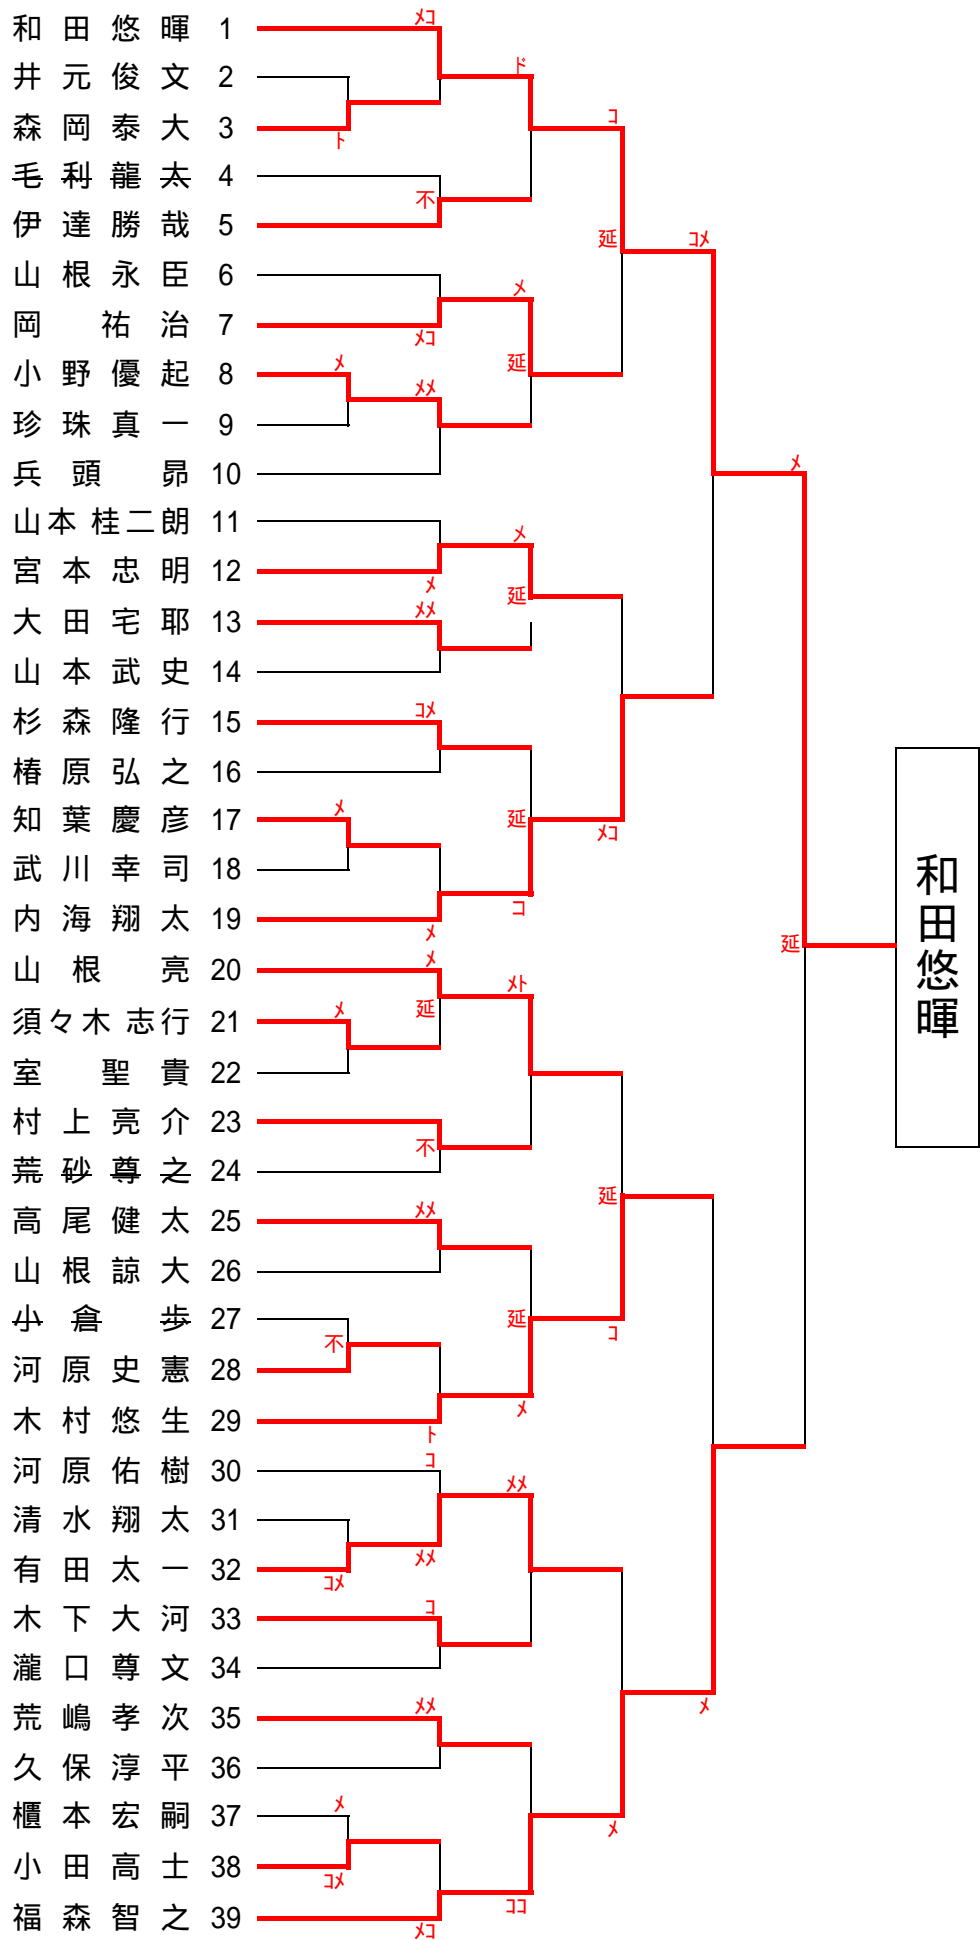 和田悠暉 1
メコ
井元俊文 2
ド
森岡泰大 3
コ
ト
毛利龍太 4
不
伊達勝哉 5
延
コメ
山根永臣 6
メ
岡祐治 7
メコ
延
小野優起 8
メ
メメ
珍珠真一 9
兵頭昴 10
メ
山本桂二朗 11
メ
宮本忠明 12
メ
延
大田宅耶 13
メメ
山本武史 14
杉森隆行 15
コメ
椿原弘之 16
知葉慶彦 17
メ
延
メコ
武川幸司 18
内海翔太 19
コ
メ
延
和田悠暉
山根亮 20
メ
メト
須々木志行 21
メ
延
室聖貴 22
村上亮介 23
不
荒砂尊之 24
延
高尾健太 25
メメ
山根諒大 26
小倉歩 27
延
コ
不
河原史憲 28
木村悠生 29
メ
ト
河原佑樹 30
コ
メメ
清水翔太 31
メメ
有田太一 32
コメ
木下大河 33
コ
瀧口尊文 34
荒嶋孝次 35
メメ
メ
久保淳平 36
櫃本宏嗣 37
メ
メ
小田高士 38
コメ
福森智之 39
ココ
メコ